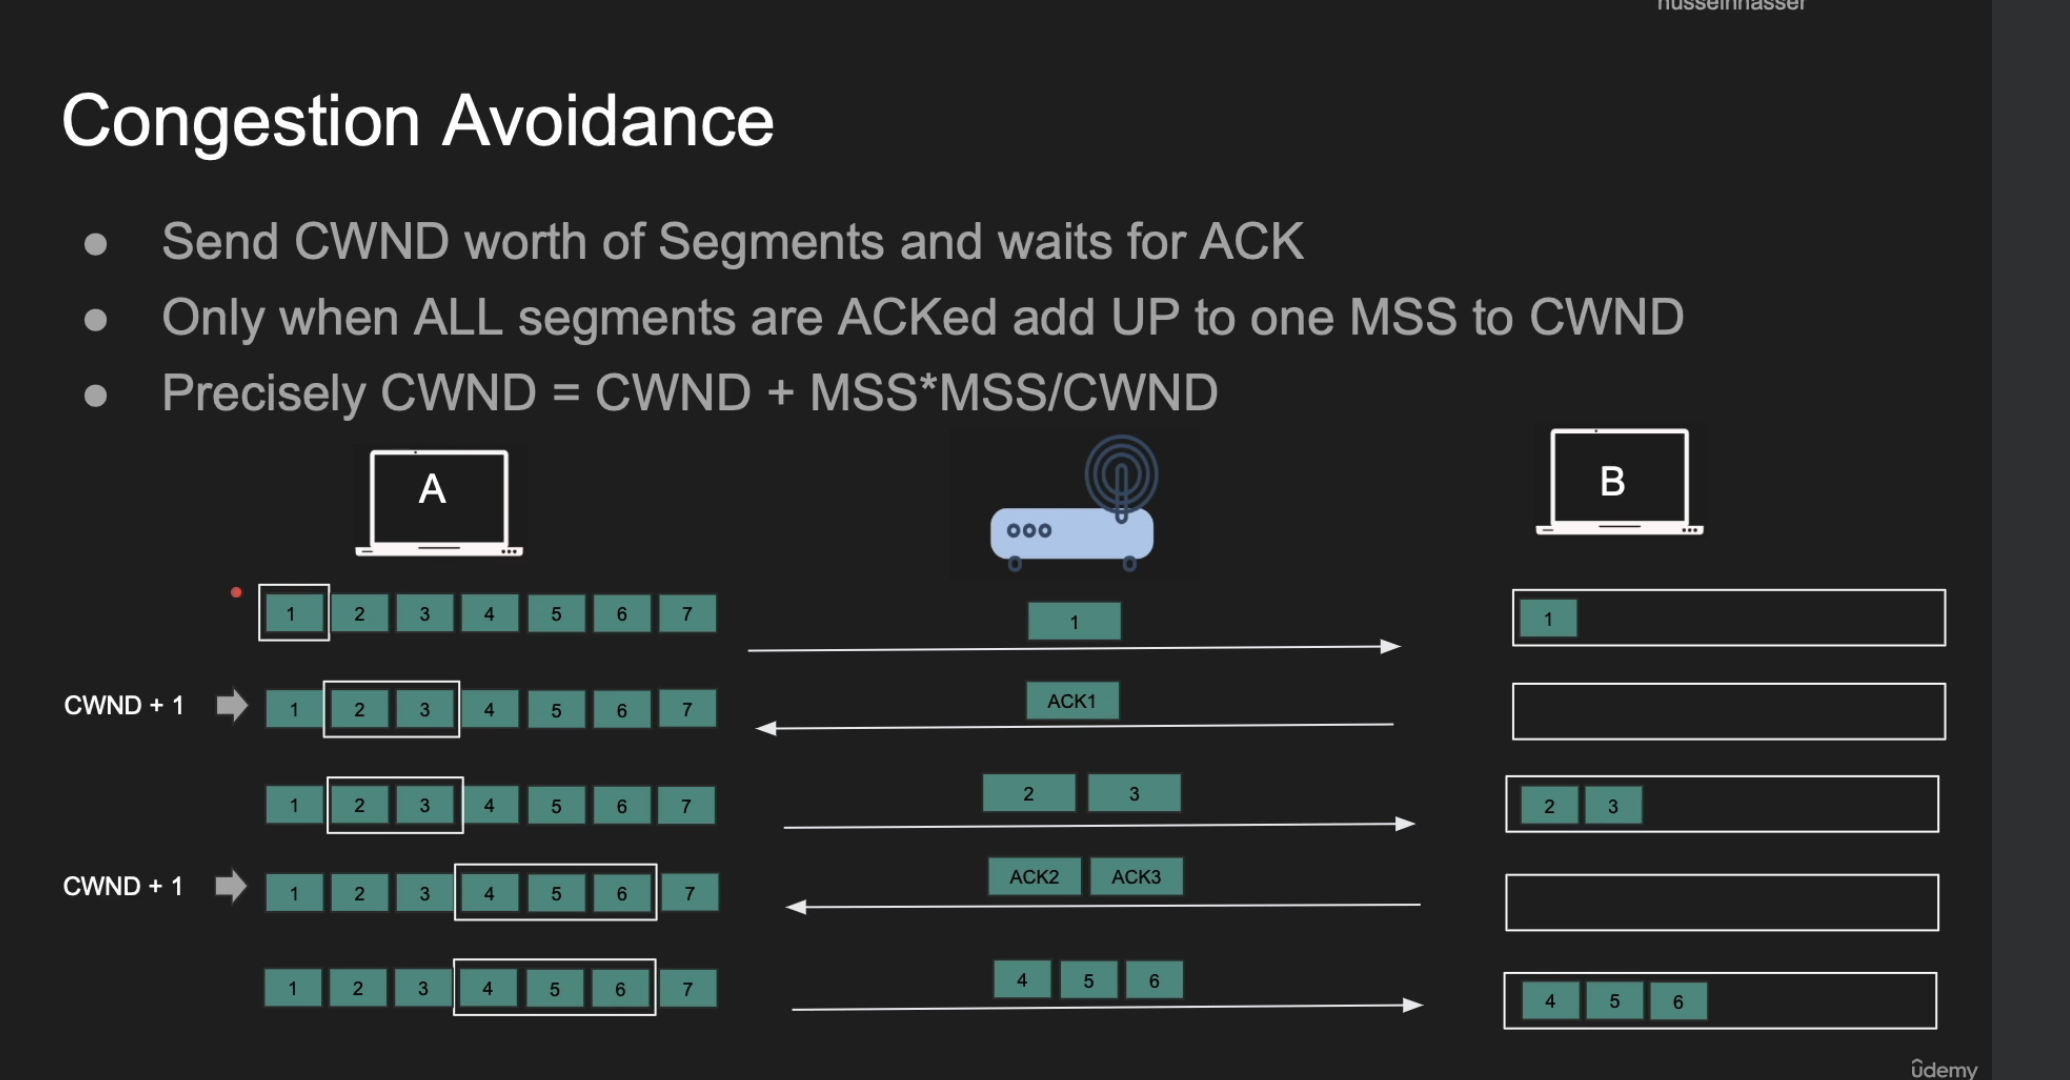 husseinnasser
Congestion Avoidance
● Send CWND worth of Segments and waits for ACK
● Only when ALL segments are ACKed add UP to one MSS to CWND
● Precisely CWND = CWND + MSS*MSS/CWND
A
B
1 2 3 4 5 6 7
1
1
CWND + 1
1 2 3 4 5 6 7
ACK1
1 2 3 4 5 6 7
2 3
2 3
CWND + 1
1 2 3 4 5 6 7
ACK2 ACK3
1 2 3 4 5 6 7
4 5 6
4 5 6
ûdemy